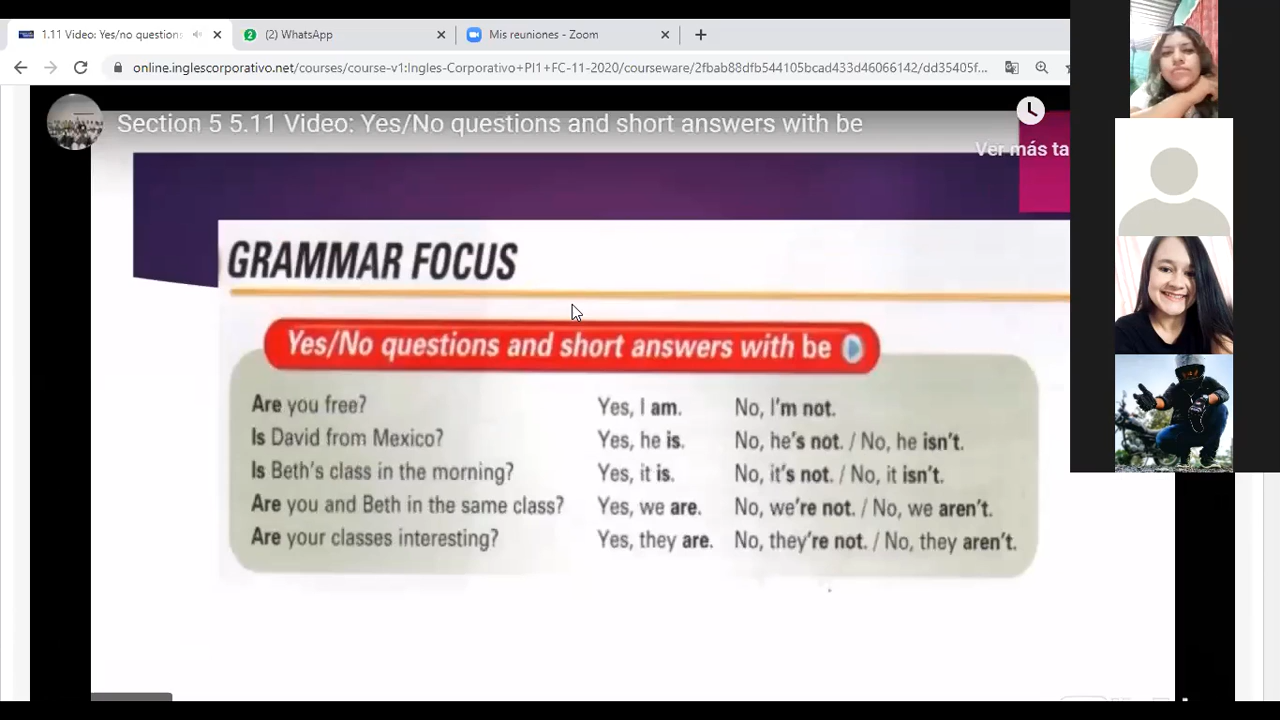 1.11 Video: Yes/no questions
2 (2) WhatsApp
Mis reuniones - Zoom
online.inglescorporativo.net/courses/course-v1:Ingles-Corporativo+PI1+FC-11-2020/courseware/2fbab88dfb544105bcad433d46066142/dd35405f...
Section 5 5.11 Video: Yes/No questions and short answers with be
Ver más ta
GRAMMAR FOCUS
Yes/No questions and short answers with be
Are you free? Yes, I am. No, I'm not.
Is David from Mexico? Yes, he is. No, he's not. / No, he isn't.
Is Beth's class in the morning? Yes, it is. No, it's not. / No, it isn't.
Are you and Beth in the same class? Yes, we are. No, we're not. / No, we aren't.
Are your classes interesting? Yes, they are. No, they're not. / No, they aren't.